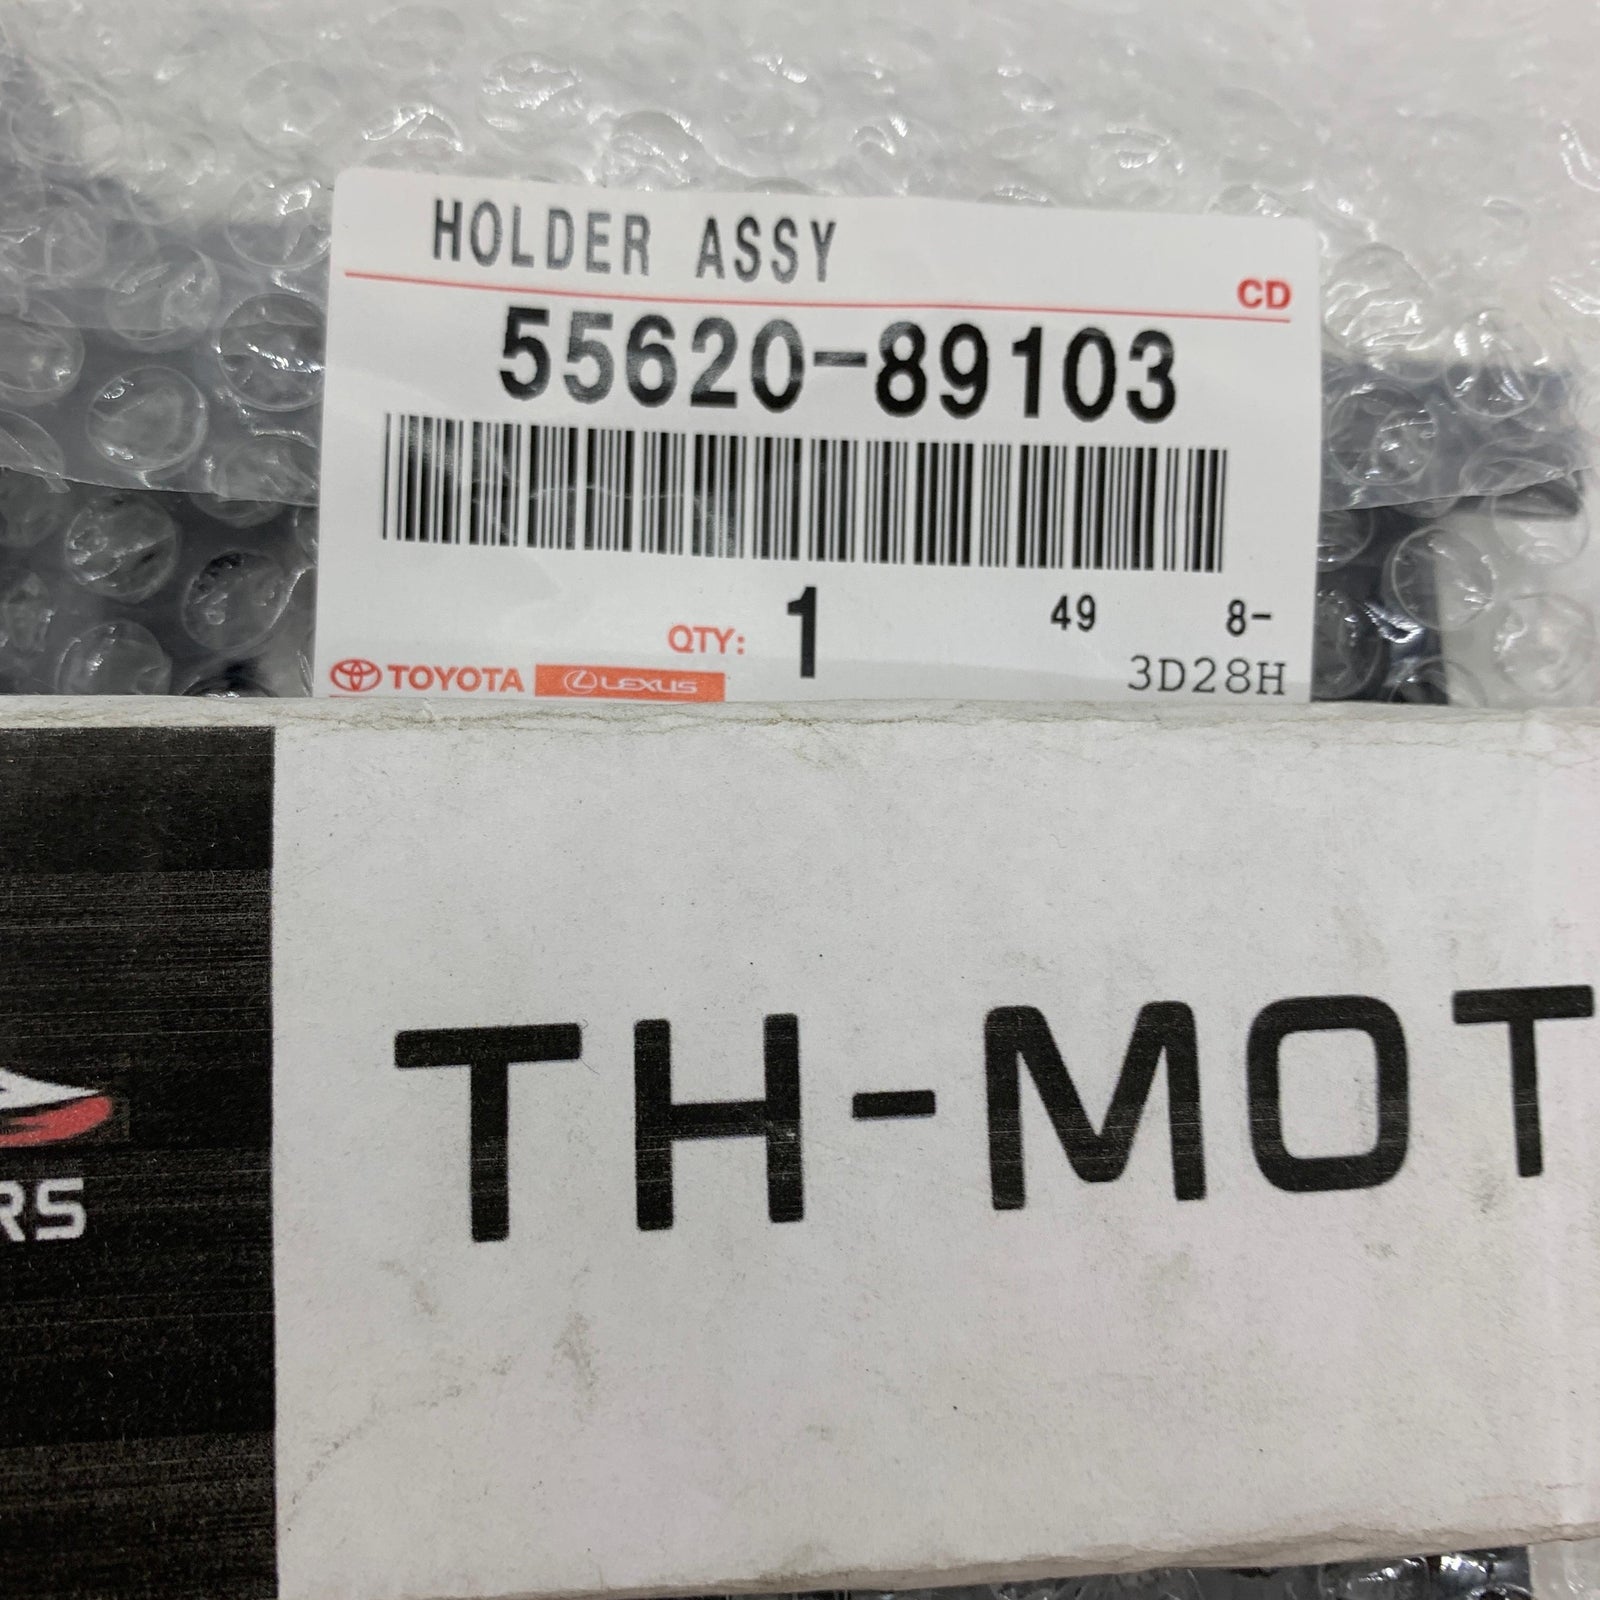 HOLDER ASSY
CD
55620-89103
QTY: 1 49 8-
TOYOTA LEXUS 3D28H
TH-MOT
RS